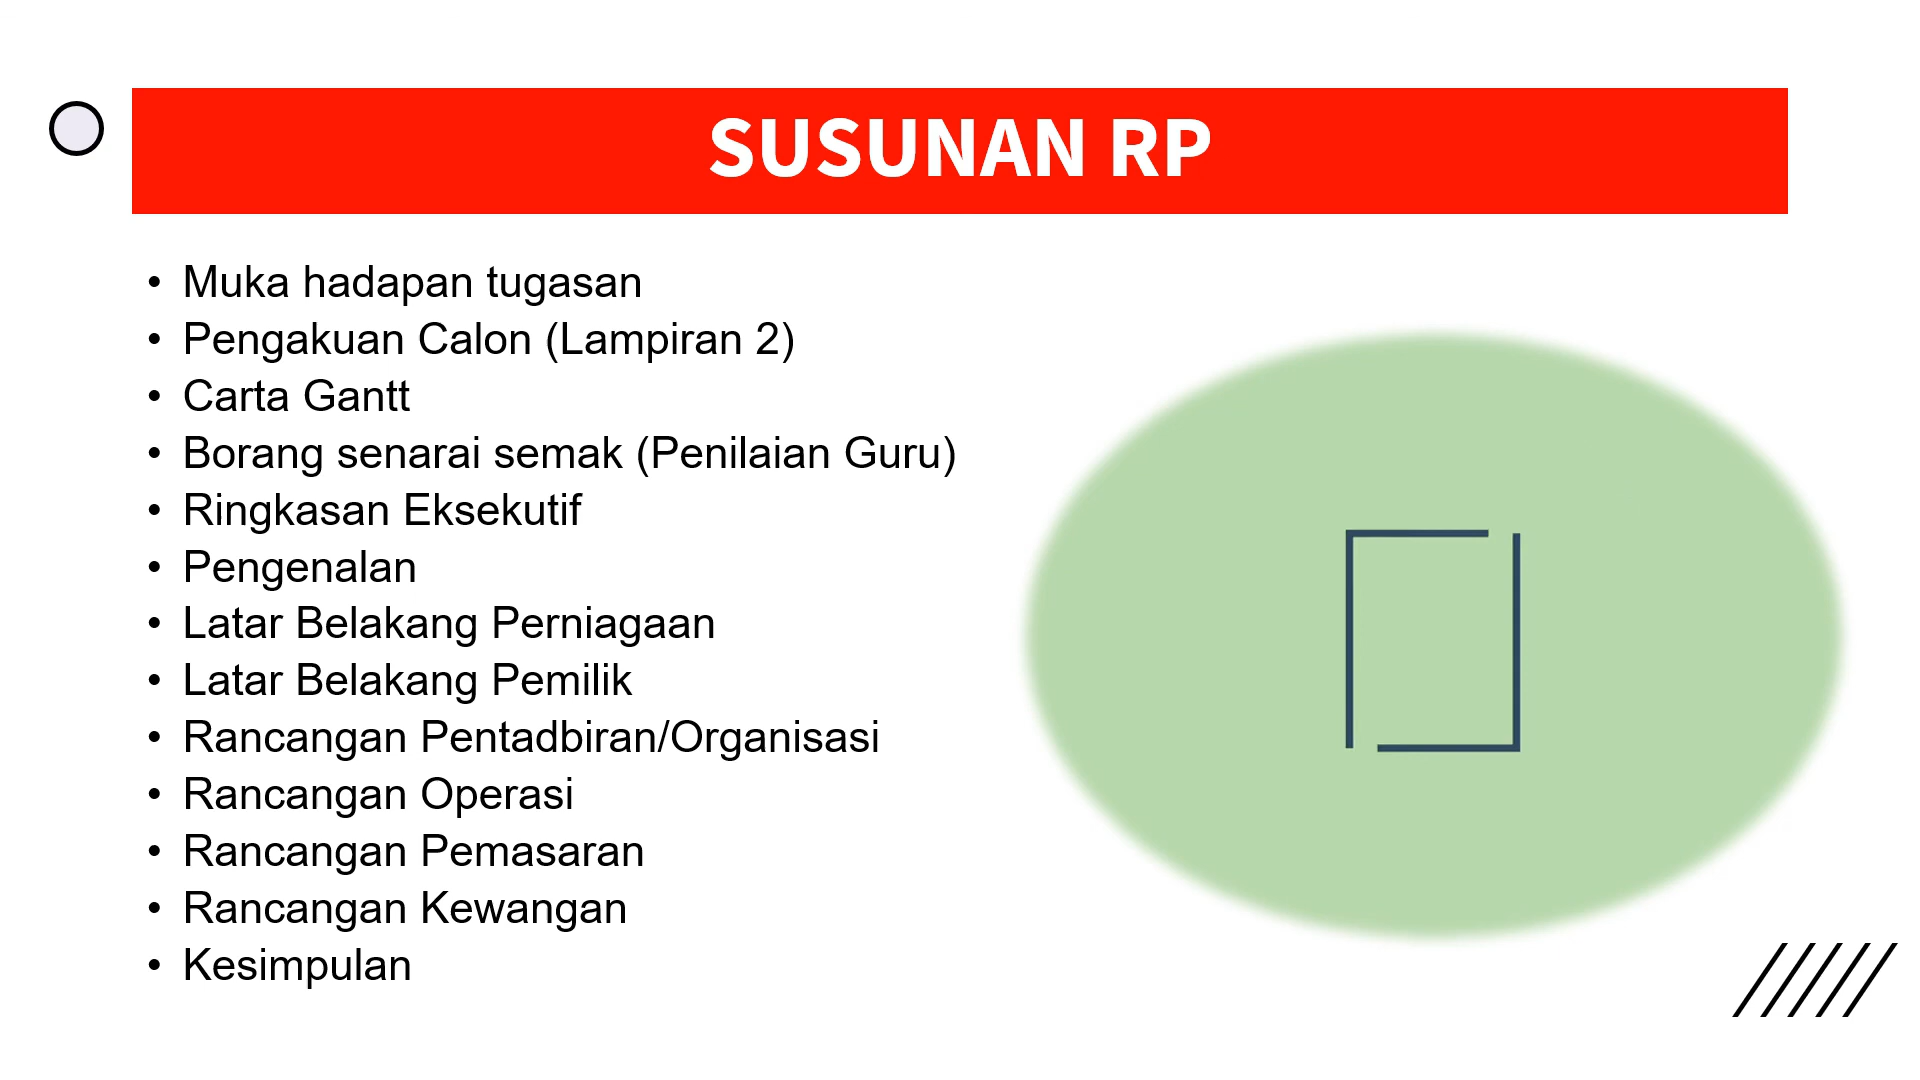 SUSUNAN RP
• Muka hadapan tugasan
• Pengakuan Calon (Lampiran 2)
• Carta Gantt
• Borang senarai semak (Penilaian Guru)
• Ringkasan Eksekutif
• Pengenalan
• Latar Belakang Perniagaan
• Latar Belakang Pemilik
• Rancangan Pentadbiran/Organisasi
• Rancangan Operasi
• Rancangan Pemasaran
• Rancangan Kewangan
• Kesimpulan